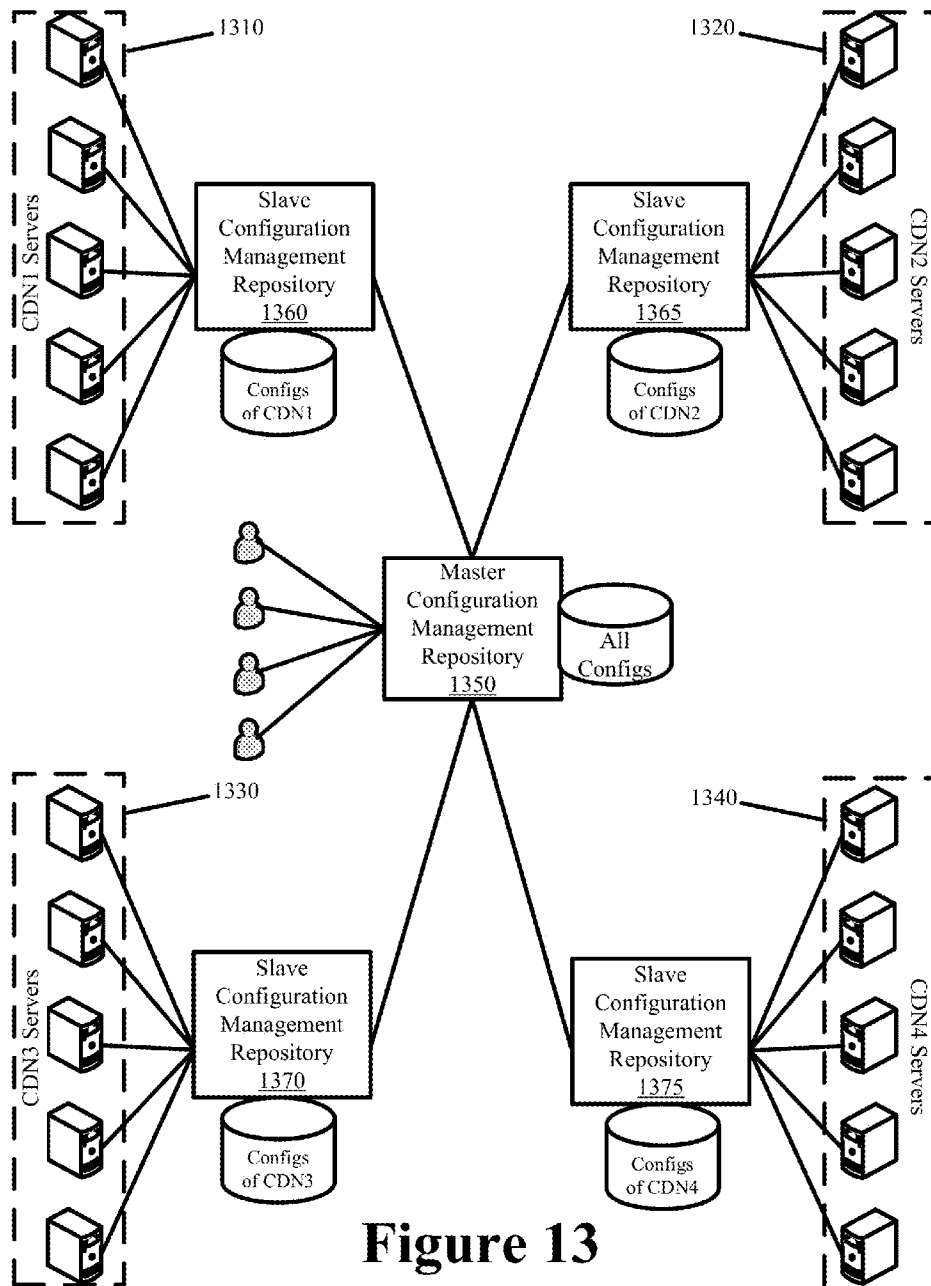 1310
1320
CDN1 Servers
Slave
Configuration
Management
Repository
1360
Configs
of CDN1
Slave
Configuration
Management
Repository
1365
Configs
of CDN2
CDN2 Servers
Master
Configuration
Management
Repository
1350
All
Configs
1330
1340
CDN3 Servers
Slave
Configuration
Management
Repository
1370
Configs
of CDN3
Slave
Configuration
Management
Repository
1375
Configs
of CDN4
CDN4 Servers
Figure 13